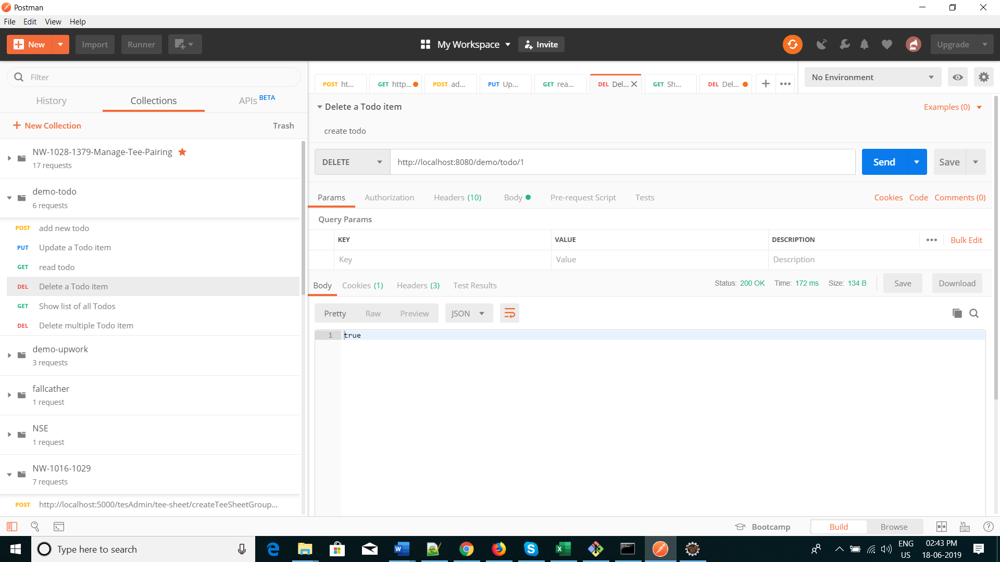 Postman
File Edit View Help
New Import Runner My Workspace Invite Upgrade
Filter
History Collections APIs BETA
New Collection Trash
NW-1028-1379-Manage-Tee-Pairing
17 requests
demo-todo
6 requests
POST add new todo
PUT Update a Todo item
GET read todo
DEL Delete a Todo item
GET Show list of all Todos
DEL Delete multiple Todo item
demo-upwork
3 requests
fallcather
1 request
NSE
1 request
NW-1016-1029
7 requests
POST http://localhost:5000/tesAdmin/tee-sheet/createTeeSheetGroup...
POST ht... GET http... POST ad... PUT Up... GET rea... DEL Del... GET Sh... DEL Del...
No Environment
Delete a Todo item
Examples (0)
create todo
DELETE http://localhost:8080/demo/todo/1 Send Save
Params Authorization Headers (10) Body Pre-request Script Tests Cookies Code Comments (0)
Query Params
KEY VALUE DESCRIPTION Bulk Edit
Key Value Description
Body Cookies (1) Headers (3) Test Results Status: 200 OK Time: 172 ms Size: 134 B Save Download
Pretty Raw Preview JSON
1 true
Bootcamp Build Browse
Type here to search
ENG
US
02:43 PM
18-06-2019